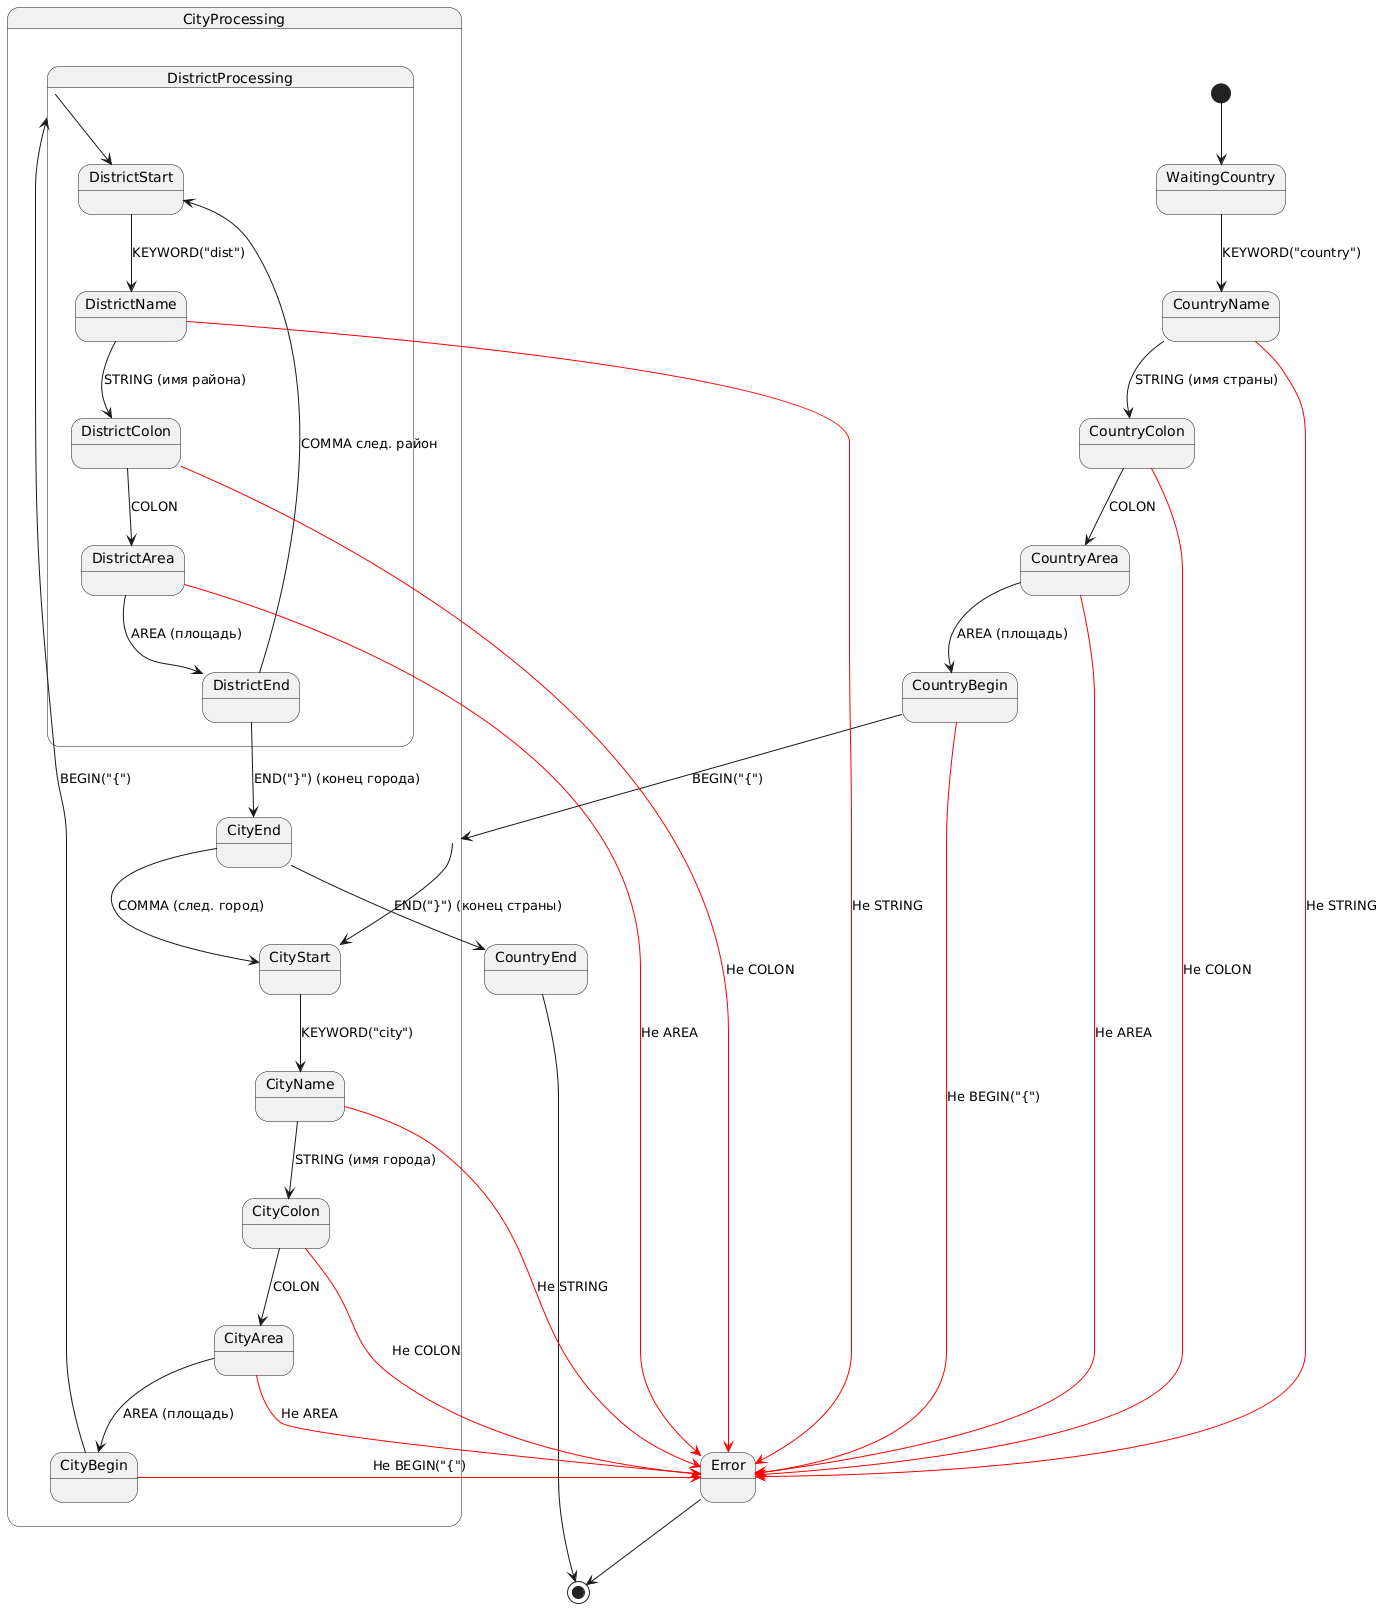 CityProcessing
DistrictProcessing
DistrictStart
WaitingCountry
KEYWORD("dist")
KEYWORD("country")
DistrictName
CountryName
STRING (имя района)
STRING (имя страны)
DistrictColon
COMMA след. район
CountryColon
COLON
COLON
DistrictArea
CountryArea
AREA (площадь)
AREA (площадь)
DistrictEnd
CountryBegin
BEGIN("{")
END("}") (конец города)
BEGIN("{")
CityEnd
COMMA (след. город)
END("}") (конец страны)
Не STRING
Не STRING
CityStart
CountryEnd
Не COLON
Не COLON
KEYWORD("city")
Не AREA
Не AREA
CityName
Не BEGIN("{")
STRING (имя города)
CityColon
COLON
Не STRING
CityArea
Не COLON
AREA (площадь)
Не AREA
CityBegin
Не BEGIN("{")
Error